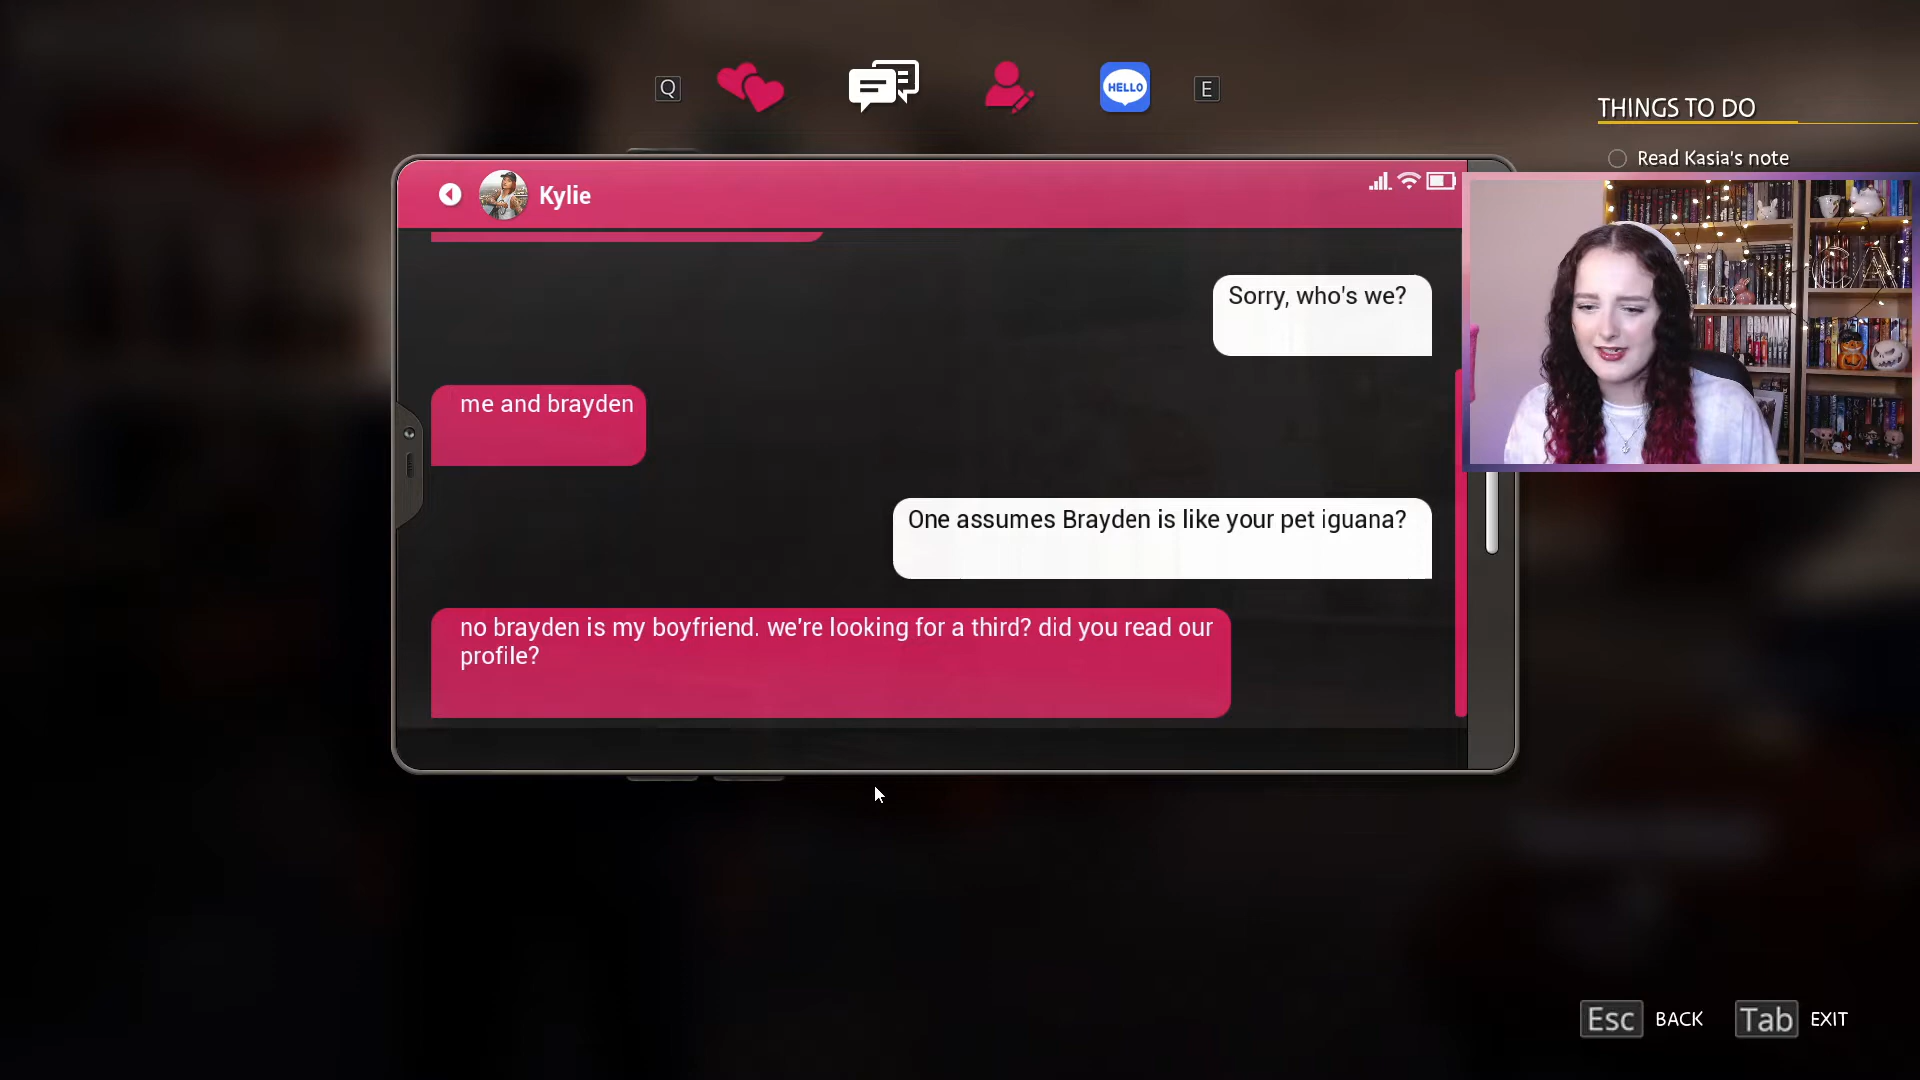 Q
HELLO
E
THINGS TO DO
Read Kasia's note
Kylie
Sorry, who's we?
me and brayden
One assumes Brayden is like your pet iguana?
no brayden is my boyfriend. we're looking for a third? did you read our
profile?
Esc BACK Tab EXIT